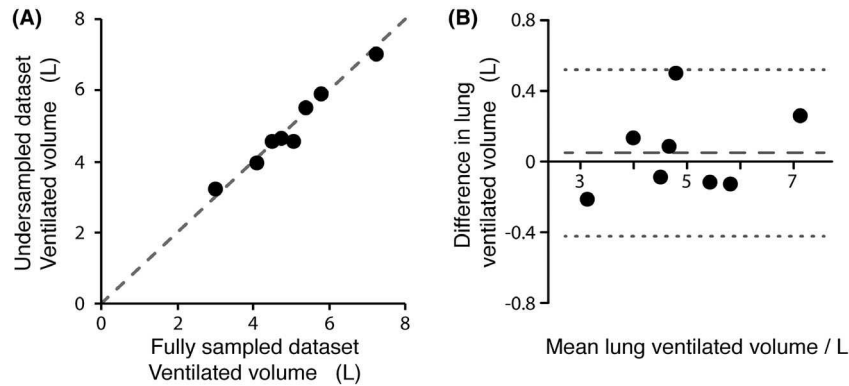 (A)
Undersampled dataset
Ventilated volume (L)
8
6
4
2
0
0 2 4 6 8
Fully sampled dataset
Ventilated volume (L)
(B)
Difference in lung
ventilated volume (L)
0.8
0.4
0
-0.4
-0.8
3 5 7
Mean lung ventilated volume / L